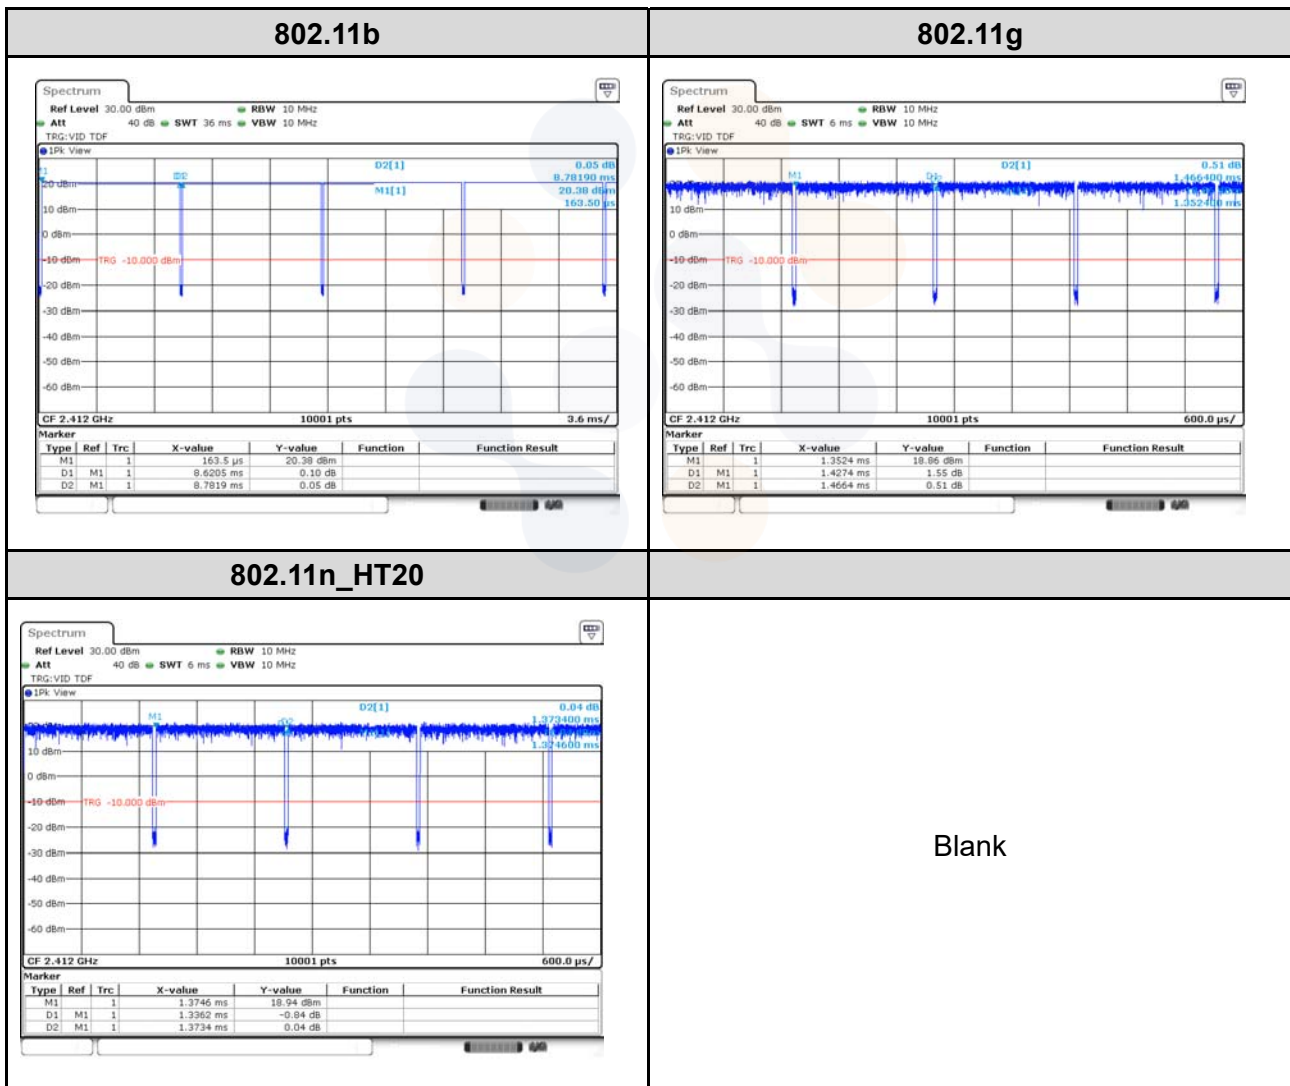 802.11b
802.11g
Spectrum
Ref Level 30.00 dBm RBW 10 MHz
Att 40 dB SWT 36 ms VBW 10 MHz
TRG:VID TDF
1Pk View
D2[1] 0.05 dB
8.78190 ms
M1[1] 20.38 dBm
163.50 µs
20 dBm
10 dBm
0 dBm
-10 dBm TRG -10.000 dBm
-20 dBm
-30 dBm
-40 dBm
-50 dBm
-60 dBm
CF 2.412 GHz 10001 pts 3.6 ms/
Marker
Type Ref Trc X-value Y-value Function Function Result
M1 1 163.5 µs 20.38 dBm
D1 M1 1 8.6205 ms 0.10 dB
D2 M1 1 8.7819 ms 0.05 dB
Spectrum
Ref Level 30.00 dBm RBW 10 MHz
Att 40 dB SWT 6 ms VBW 10 MHz
TRG:VID TDF
1Pk View
D2[1] 0.51 dB
1.466400 ms
M1
1.352400 ms
10 dBm
0 dBm
-10 dBm TRG -10.000 dBm
-20 dBm
-30 dBm
-40 dBm
-50 dBm
-60 dBm
CF 2.412 GHz 10001 pts 600.0 µs/
Marker
Type Ref Trc X-value Y-value Function Function Result
M1 1 1.3524 ms 18.86 dBm
D1 M1 1 1.4274 ms 1.55 dB
D2 M1 1 1.4664 ms 0.51 dB
802.11n_HT20
Spectrum
Ref Level 30.00 dBm RBW 10 MHz
Att 40 dB SWT 6 ms VBW 10 MHz
TRG:VID TDF
1Pk View
D2[1] 0.04 dB
1.373400 ms
M1
1.374600 ms
10 dBm
0 dBm
-10 dBm TRG -10.000 dBm
-20 dBm
-30 dBm
-40 dBm
-50 dBm
-60 dBm
CF 2.412 GHz 10001 pts 600.0 µs/
Marker
Type Ref Trc X-value Y-value Function Function Result
M1 1 1.3746 ms 18.94 dBm
D1 M1 1 1.3362 ms -0.84 dB
D2 M1 1 1.3734 ms 0.04 dB
Blank